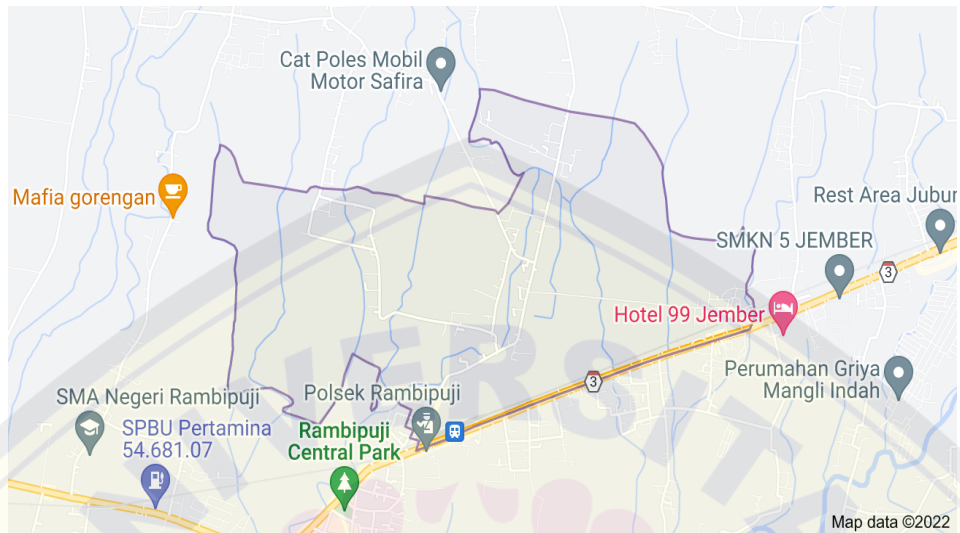 Cat Poles Mobil
Motor Safira
Mafia gorengan
Rest Area Jubun
SMKN 5 JEMBER
3
Hotel 99 Jember
3
Perumahan Griya
Mangli Indah
SMA Negeri Rambipuji
Polsek Rambipuji
SPBU Pertamina
54.681.07
Rambipuji
Central Park
Map data ©2022